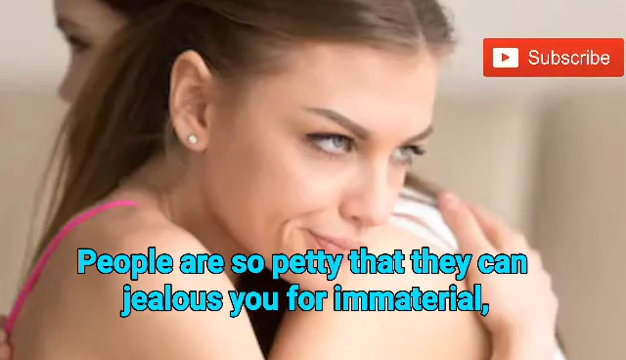 Subscribe
People are so petty that they can
jealous you for immaterial,